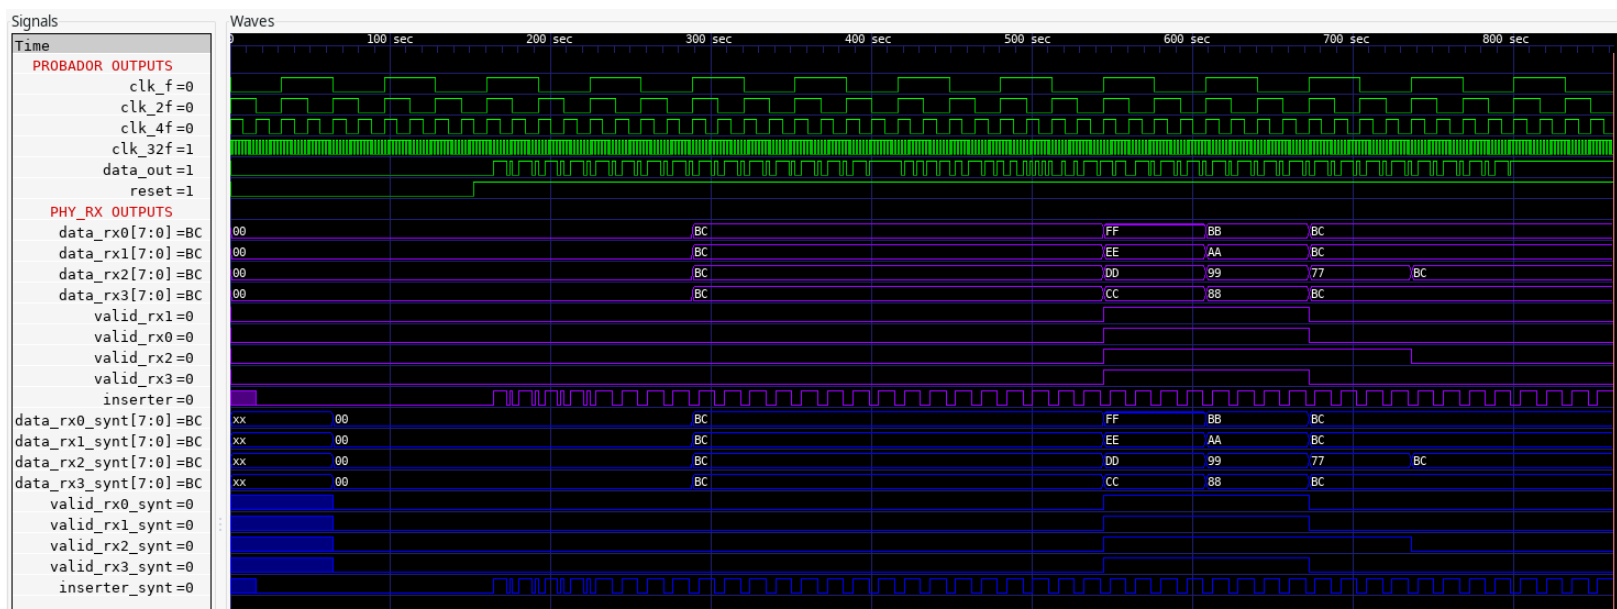 Signals
Waves
Time
0 100 sec 200 sec 300 sec 400 sec 500 sec 600 sec 700 sec 800 sec
PROBADOR OUTPUTS
clk_f=0
clk_2f=0
clk_4f=0
clk_32f=1
data_out=1
reset=1
PHY_RX OUTPUTS
data_rx0[7:0]=BC 00 BC FF BB BC
data_rx1[7:0]=BC 00 BC EE AA BC
data_rx2[7:0]=BC 00 BC DD 99 77 BC
data_rx3[7:0]=BC 00 BC CC 88 BC
valid_rx1=0
valid_rx0=0
valid_rx2=0
valid_rx3=0
inserter=0
data_rx0_synt[7:0]=BC xx 00 BC FF BB BC
data_rx1_synt[7:0]=BC xx 00 BC EE AA BC
data_rx2_synt[7:0]=BC xx 00 BC DD 99 77 BC
data_rx3_synt[7:0]=BC xx 00 BC CC 88 BC
valid_rx0_synt=0
valid_rx1_synt=0
valid_rx2_synt=0
valid_rx3_synt=0
inserter_synt=0